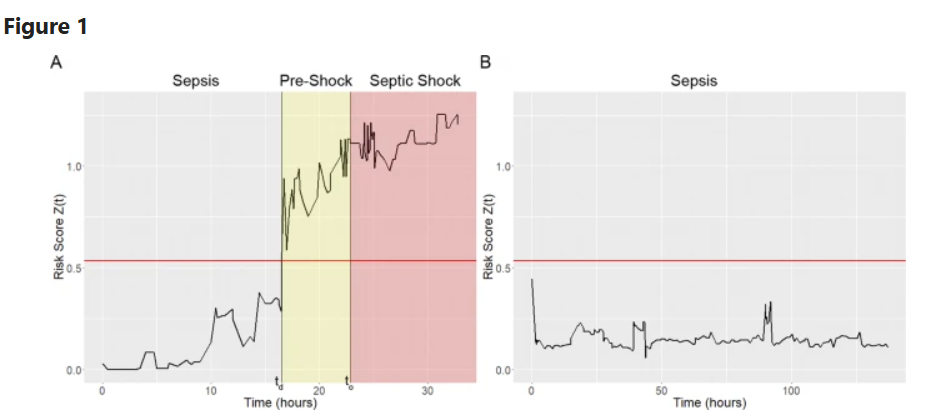 Figure 1
A
Sepsis
Pre-Shock
Septic Shock
Risk Score Z(t)
1.0
0.5
0.0
10
20
30
Time (hours)
B
Sepsis
Risk Score Z(t)
1.0
0.5
0.0
0
50
100
Time (hours)
0
t
t